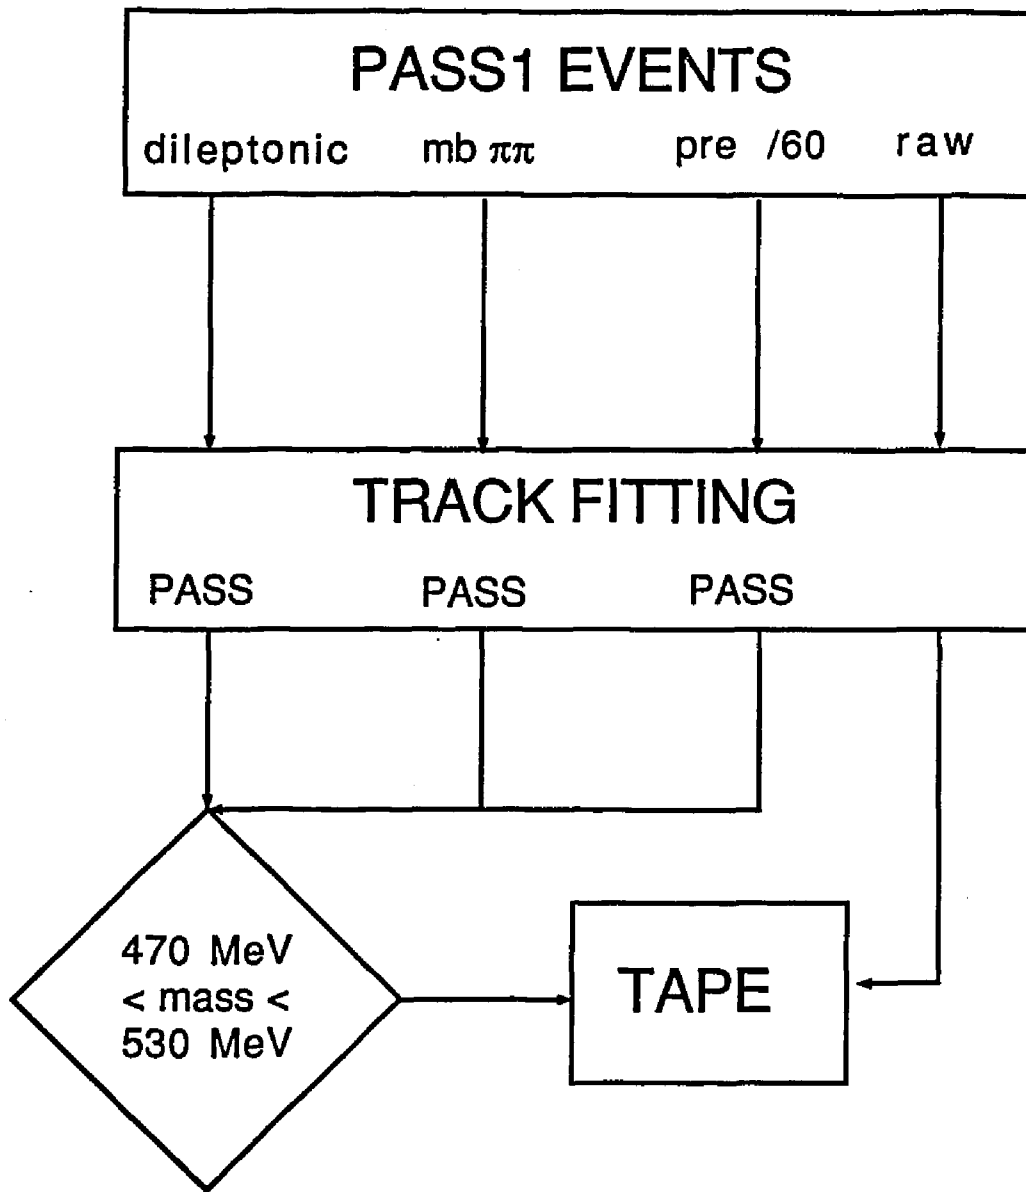 PASS1 EVENTS
dileptonic mb ππ pre /60 raw
TRACK FITTING
PASS PASS PASS
470 MeV
< mass <
530 MeV
TAPE